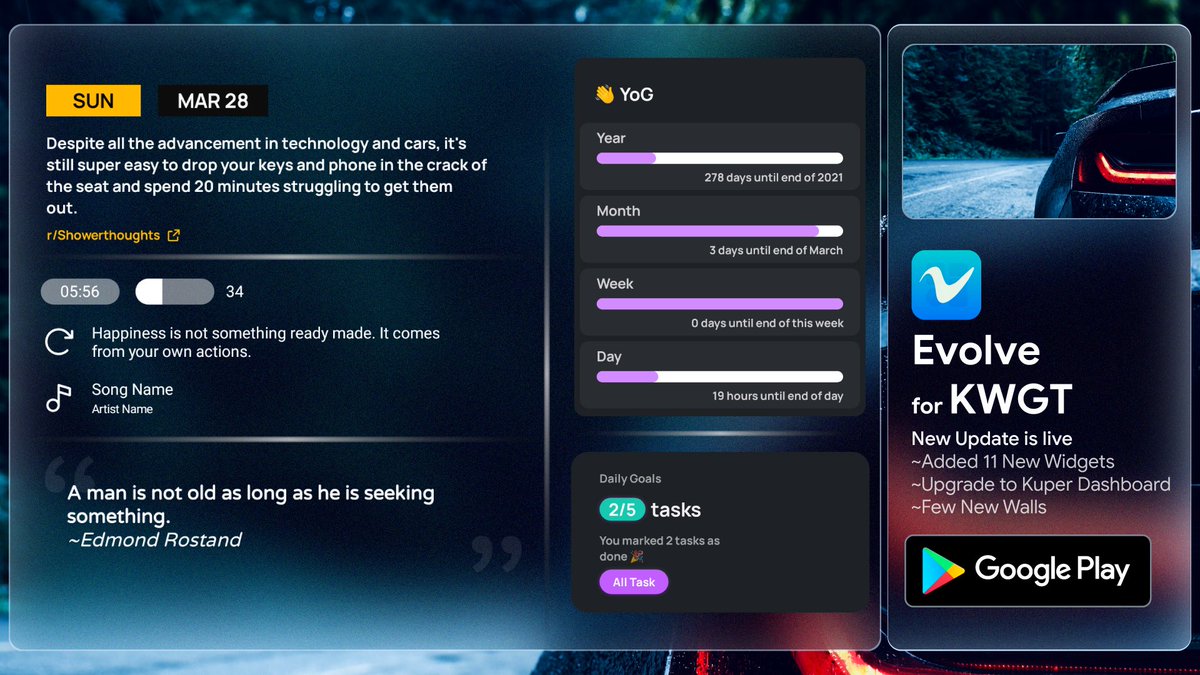 SUN
MAR 28
Despite all the advancement in technology and cars, it's
still super easy to drop your keys and phone in the crack of
the seat and spend 20 minutes struggling to get them
out.
r/Showerthoughts
05:56
34
Happiness is not something ready made. It comes
from your own actions.
Song Name
Artist Name
“
A man is not old as long as he is seeking
something.
~Edmond Rostand
”
👋 YoG
Year
278 days until end of 2021
Month
3 days until end of March
Week
0 days until end of this week
Day
19 hours until end of day
Daily Goals
2/5 tasks
You marked 2 tasks as
done 🎉
All Task
Evolve
for KWGT
New Update is live
~Added 11 New Widgets
~Upgrade to Kuper Dashboard
~Few New Walls
Google Play